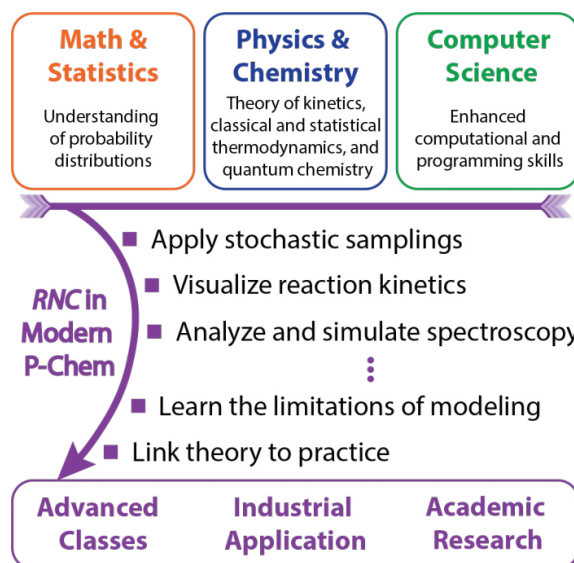 Math &
Statistics
Understanding
of probability
distributions
Physics &
Chemistry
Theory of kinetics,
classical and statistical
thermodynamics, and
quantum chemistry
Computer
Science
Enhanced
computational and
programming skills
RNC in
Modern
P-Chem
■ Apply stochastic samplings
■ Visualize reaction kinetics
■ Analyze and simulate spectroscopy
⋮
■ Learn the limitations of modeling
■ Link theory to practice
Advanced
Classes
Industrial
Application
Academic
Research